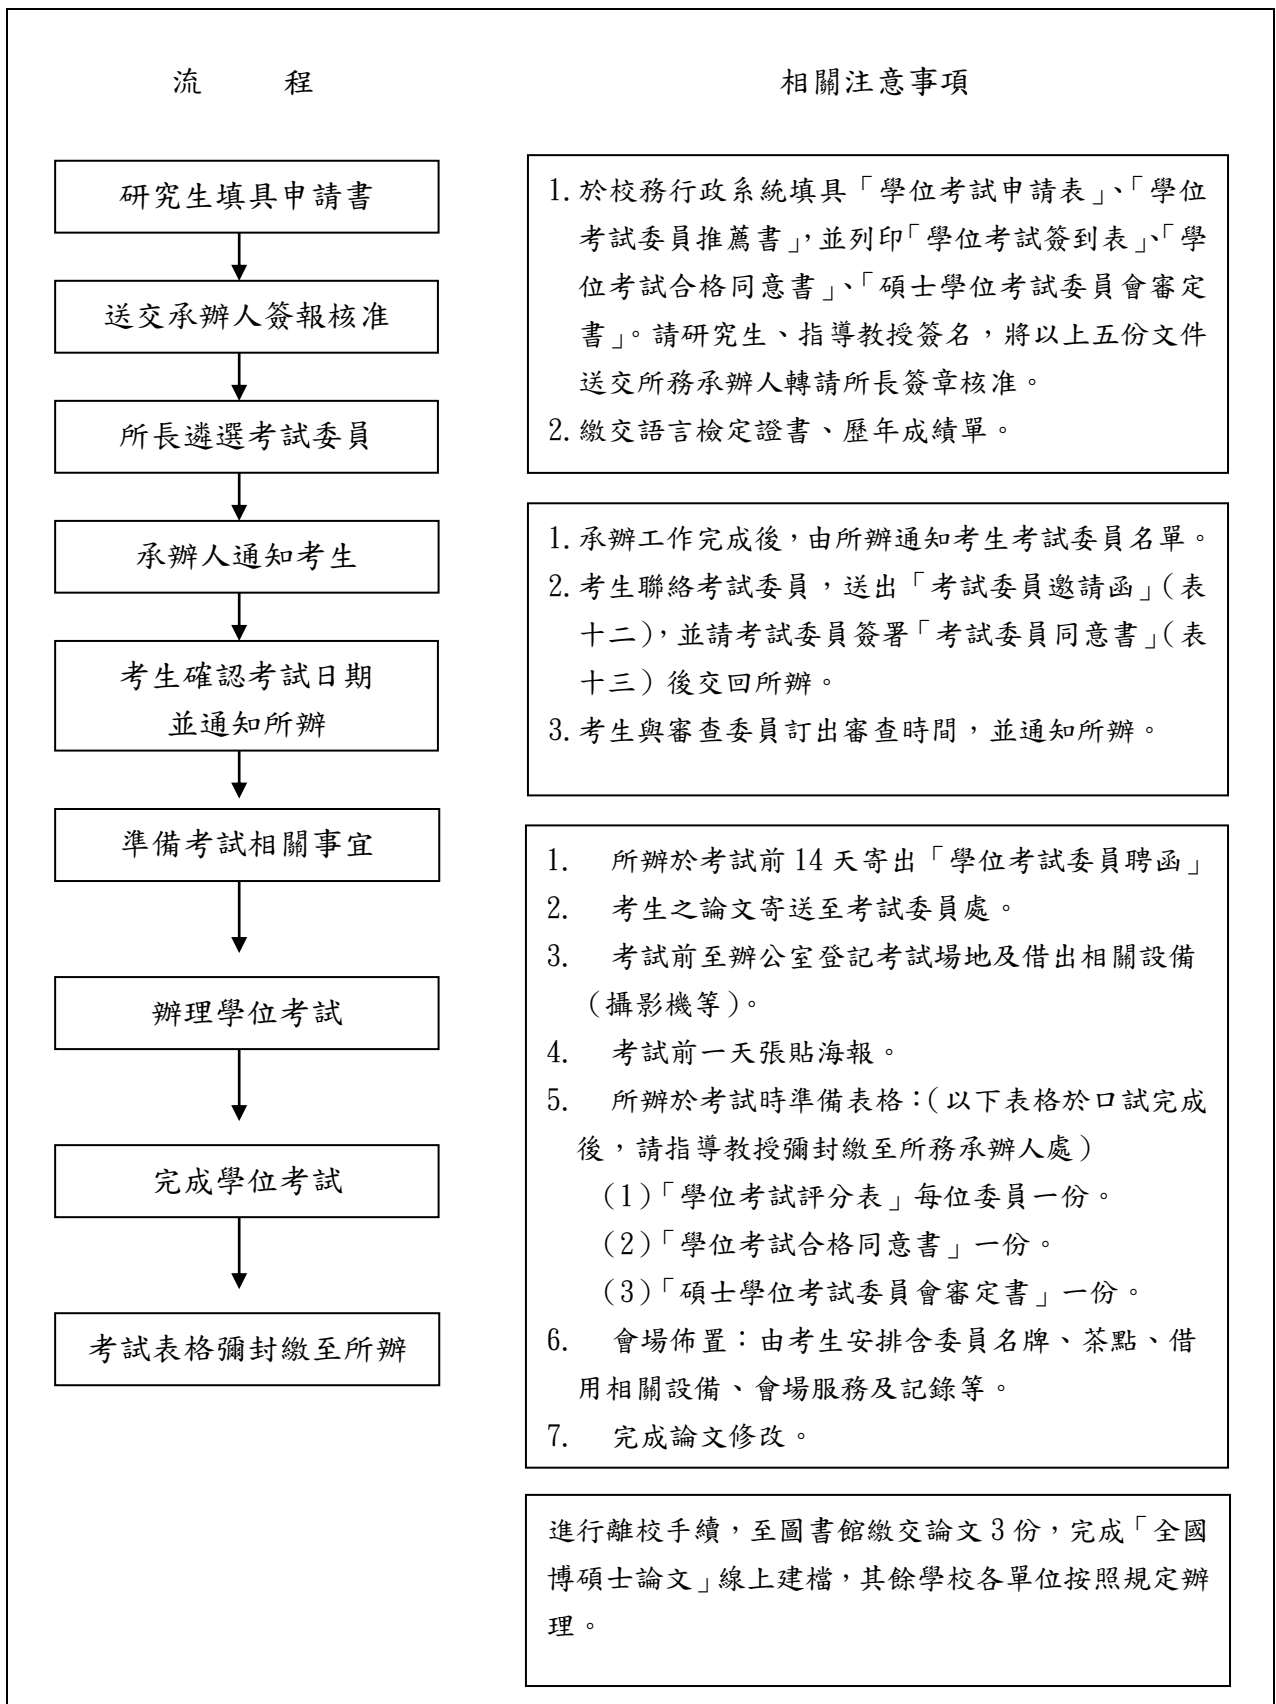 流 程
相關注意事項
研究生填具申請書
送交承辦人簽報核准
所長遴選考試委員
承辦人通知考生
考生確認考試日期
並通知所辦
準備考試相關事宜
辦理學位考試
完成學位考試
考試表格彌封繳至所辦
1.於校務行政系統填具「學位考試申請表」、「學位
考試委員推薦書」，並列印「學位考試簽到表」、「學
位考試合格同意書」、「碩士學位考試委員會審定
書」。請研究生、指導教授簽名，將以上五份文件
送交所務承辦人轉請所長簽章核准。
2.繳交語言檢定證書、歷年成績單。
1.承辦工作完成後，由所辦通知考生考試委員名單。
2.考生聯絡考試委員，送出「考試委員邀請函」（表
十二），並請考試委員簽署「考試委員同意書」（表
十三）後交回所辦。
3.考生與審查委員訂出審查時間，並通知所辦。
1. 所辦於考試前 14 天寄出「學位考試委員聘函」
2. 考生之論文寄送至考試委員處。
3. 考試前至辦公室登記考試場地及借出相關設備
（攝影機等）。
4. 考試前一天張貼海報。
5. 所辦於考試時準備表格：（以下表格於口試完成
後，請指導教授彌封繳至所務承辦人處）
(1)「學位考試評分表」每位委員一份。
(2)「學位考試合格同意書」一份。
(3)「碩士學位考試委員會審定書」一份。
6. 會場佈置：由考生安排含委員名牌、茶點、借
用相關設備、會場服務及記錄等。
7. 完成論文修改。
進行離校手續，至圖書館繳交論文 3 份，完成「全國
博碩士論文」線上建檔，其餘學校各單位按照規定辦
理。